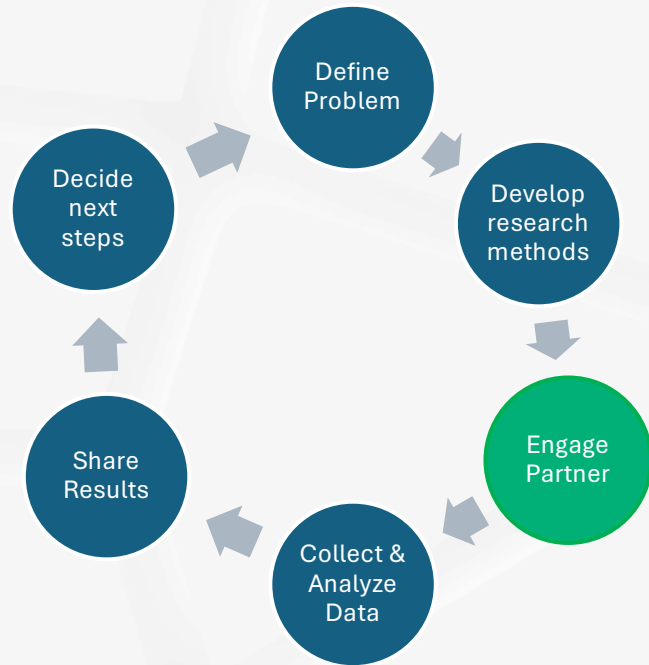 Define
Problem
Develop
research
methods
Engage
Partner
Collect &
Analyze
Data
Share
Results
Decide
next
steps